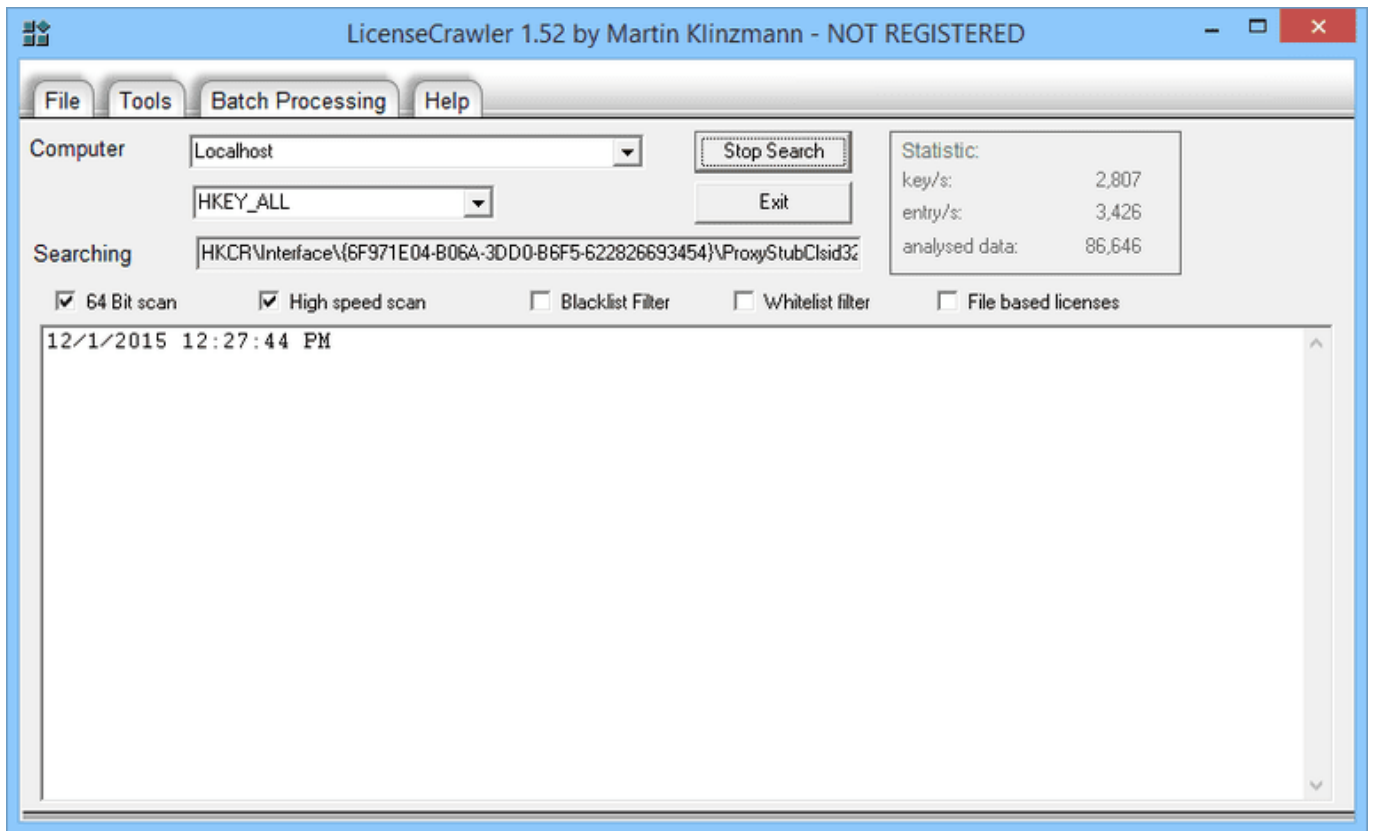 LicenseCrawler 1.52 by Martin Klinzmann - NOT REGISTERED
File Tools Batch Processing Help
Computer Localhost Stop Search Statistic:
key/s: 2,807
HKEY_ALL Exit entry/s: 3,426
Searching HKCR\Interface\{6F971E04-B06A-3DD0-B6F5-622826693454}\ProxyStubClsid32 analysed data: 86,646
64 Bit scan High speed scan Blacklist Filter Whitelist filter File based licenses
12/1/2015 12:27:44 PM